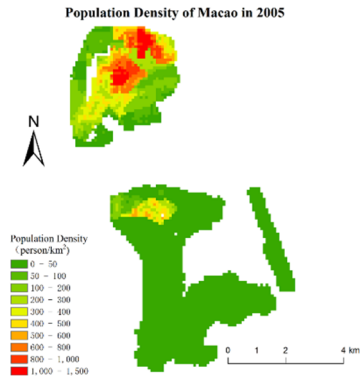 Population Density of Macao in 2005
N
Population Density
(person/km²)
0 - 50
50 - 100
100 - 200
200 - 300
300 - 400
400 - 500
500 - 600
600 - 800
800 - 1,000
1,000 - 1,500
0 1 2 4 km